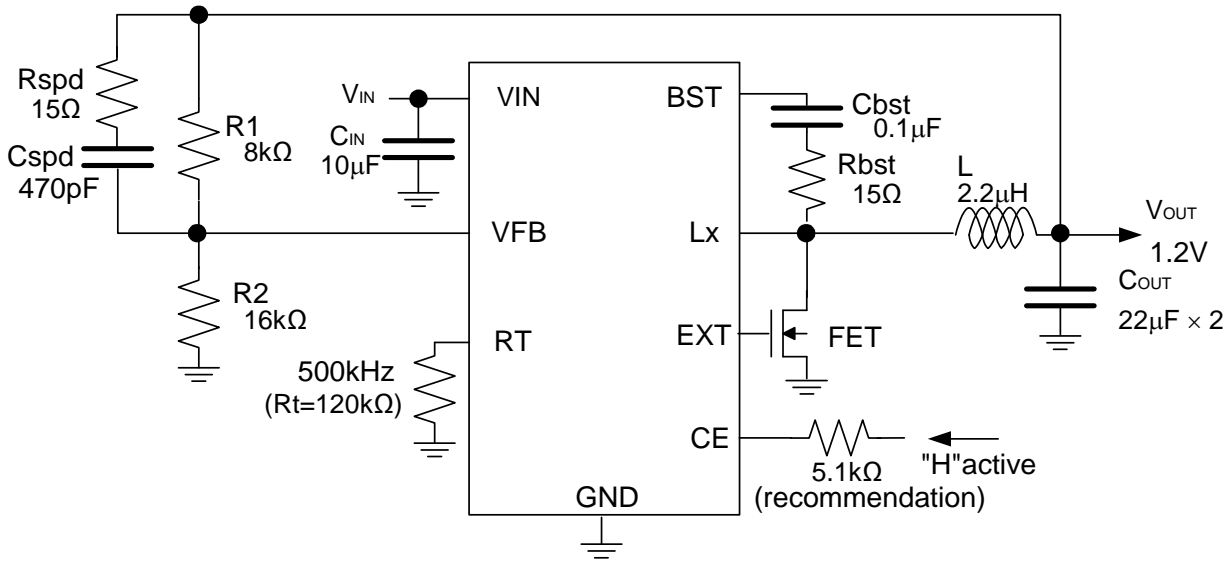 Rspd
15Ω
R1
8kΩ
Cspd
470pF
R2
16kΩ
VIN
CIN
10μF
500kHz
(Rt=120kΩ)
VIN
VFB
RT
GND
BST
Lx
EXT
CE
Cbst
0.1μF
Rbst
15Ω
L
2.2μH
VOUT
1.2V
COUT
22μF × 2
FET
5.1kΩ
(recommendation)
"H"active